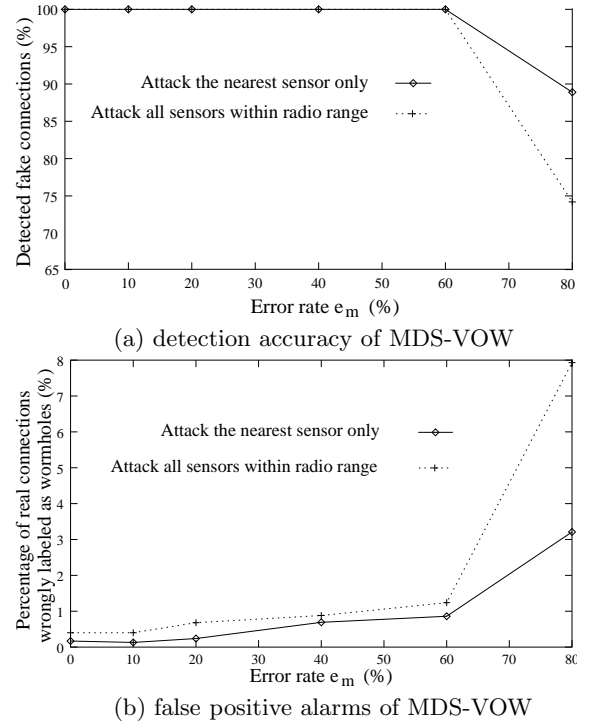 Detected fake connections (%)
100
95
90
85
80
75
65
Attack the nearest sensor only
Attack all sensors within radio range
0 10 20 30 40 50 60 70 80
Error rate e_m (%)
(a) detection accuracy of MDS-VOW
Percentage of real connections
wrongly labeled as wormholes (%)
8
7
6
5
4
3
2
1
0
Attack the nearest sensor only
Attack all sensors within radio range
0 10 20 30 40 50 60 70 80
Error rate e_m (%)
(b) false positive alarms of MDS-VOW